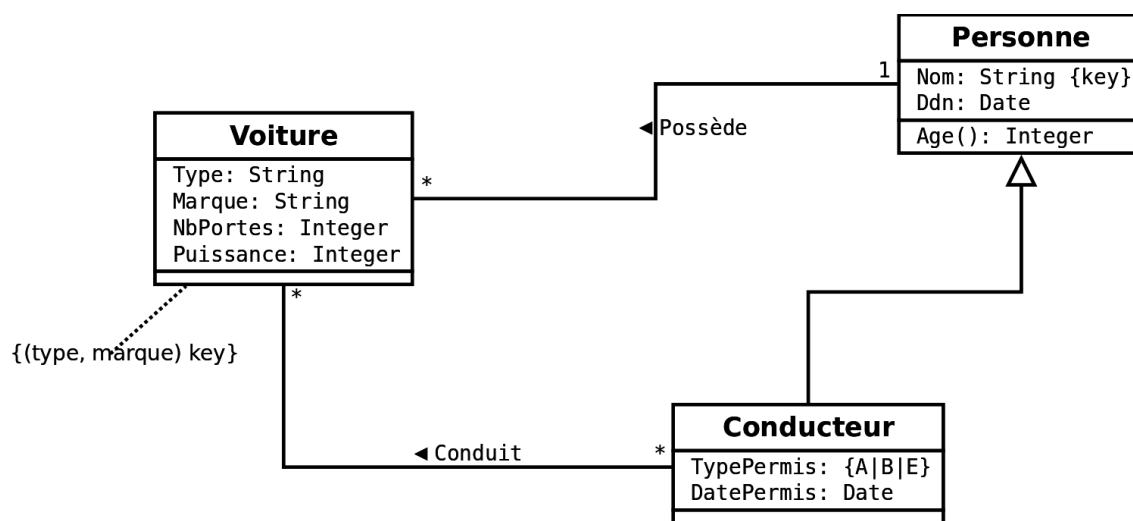 Personne
Nom: String {key}
Ddn: Date
Age(): Integer
1
◄ Possède
*
Voiture
Type: String
Marque: String
NbPortes: Integer
Puissance: Integer
*
{(type, marque) key}
◄ Conduit
*
Conducteur
TypePermis: {A|B|E}
DatePermis: Date